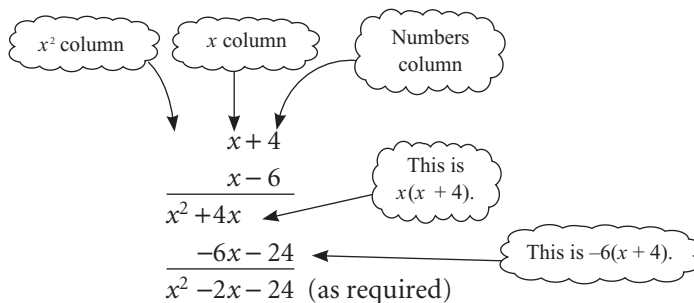 x² column
x column
Numbers
column
x + 4
x − 6
This is
x(x + 4).
x² + 4x
−6x − 24
This is –6(x + 4).
x² − 2x − 24 (as required)